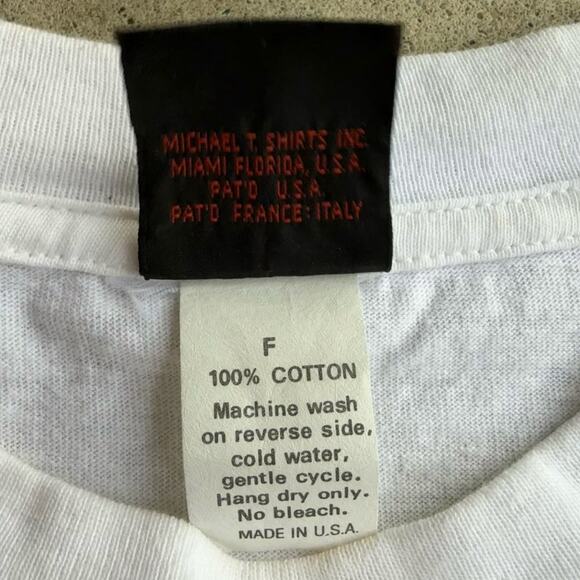 MICHAEL T. SHIRTS INC.
MIAMI FLORIDA, U.S.A.
PAT'D U.S.A.
PAT'D FRANCE: ITALY
F
100% COTTON
Machine wash
on reverse side,
cold water,
gentle cycle.
Hang dry only.
No bleach.
MADE IN U.S.A.